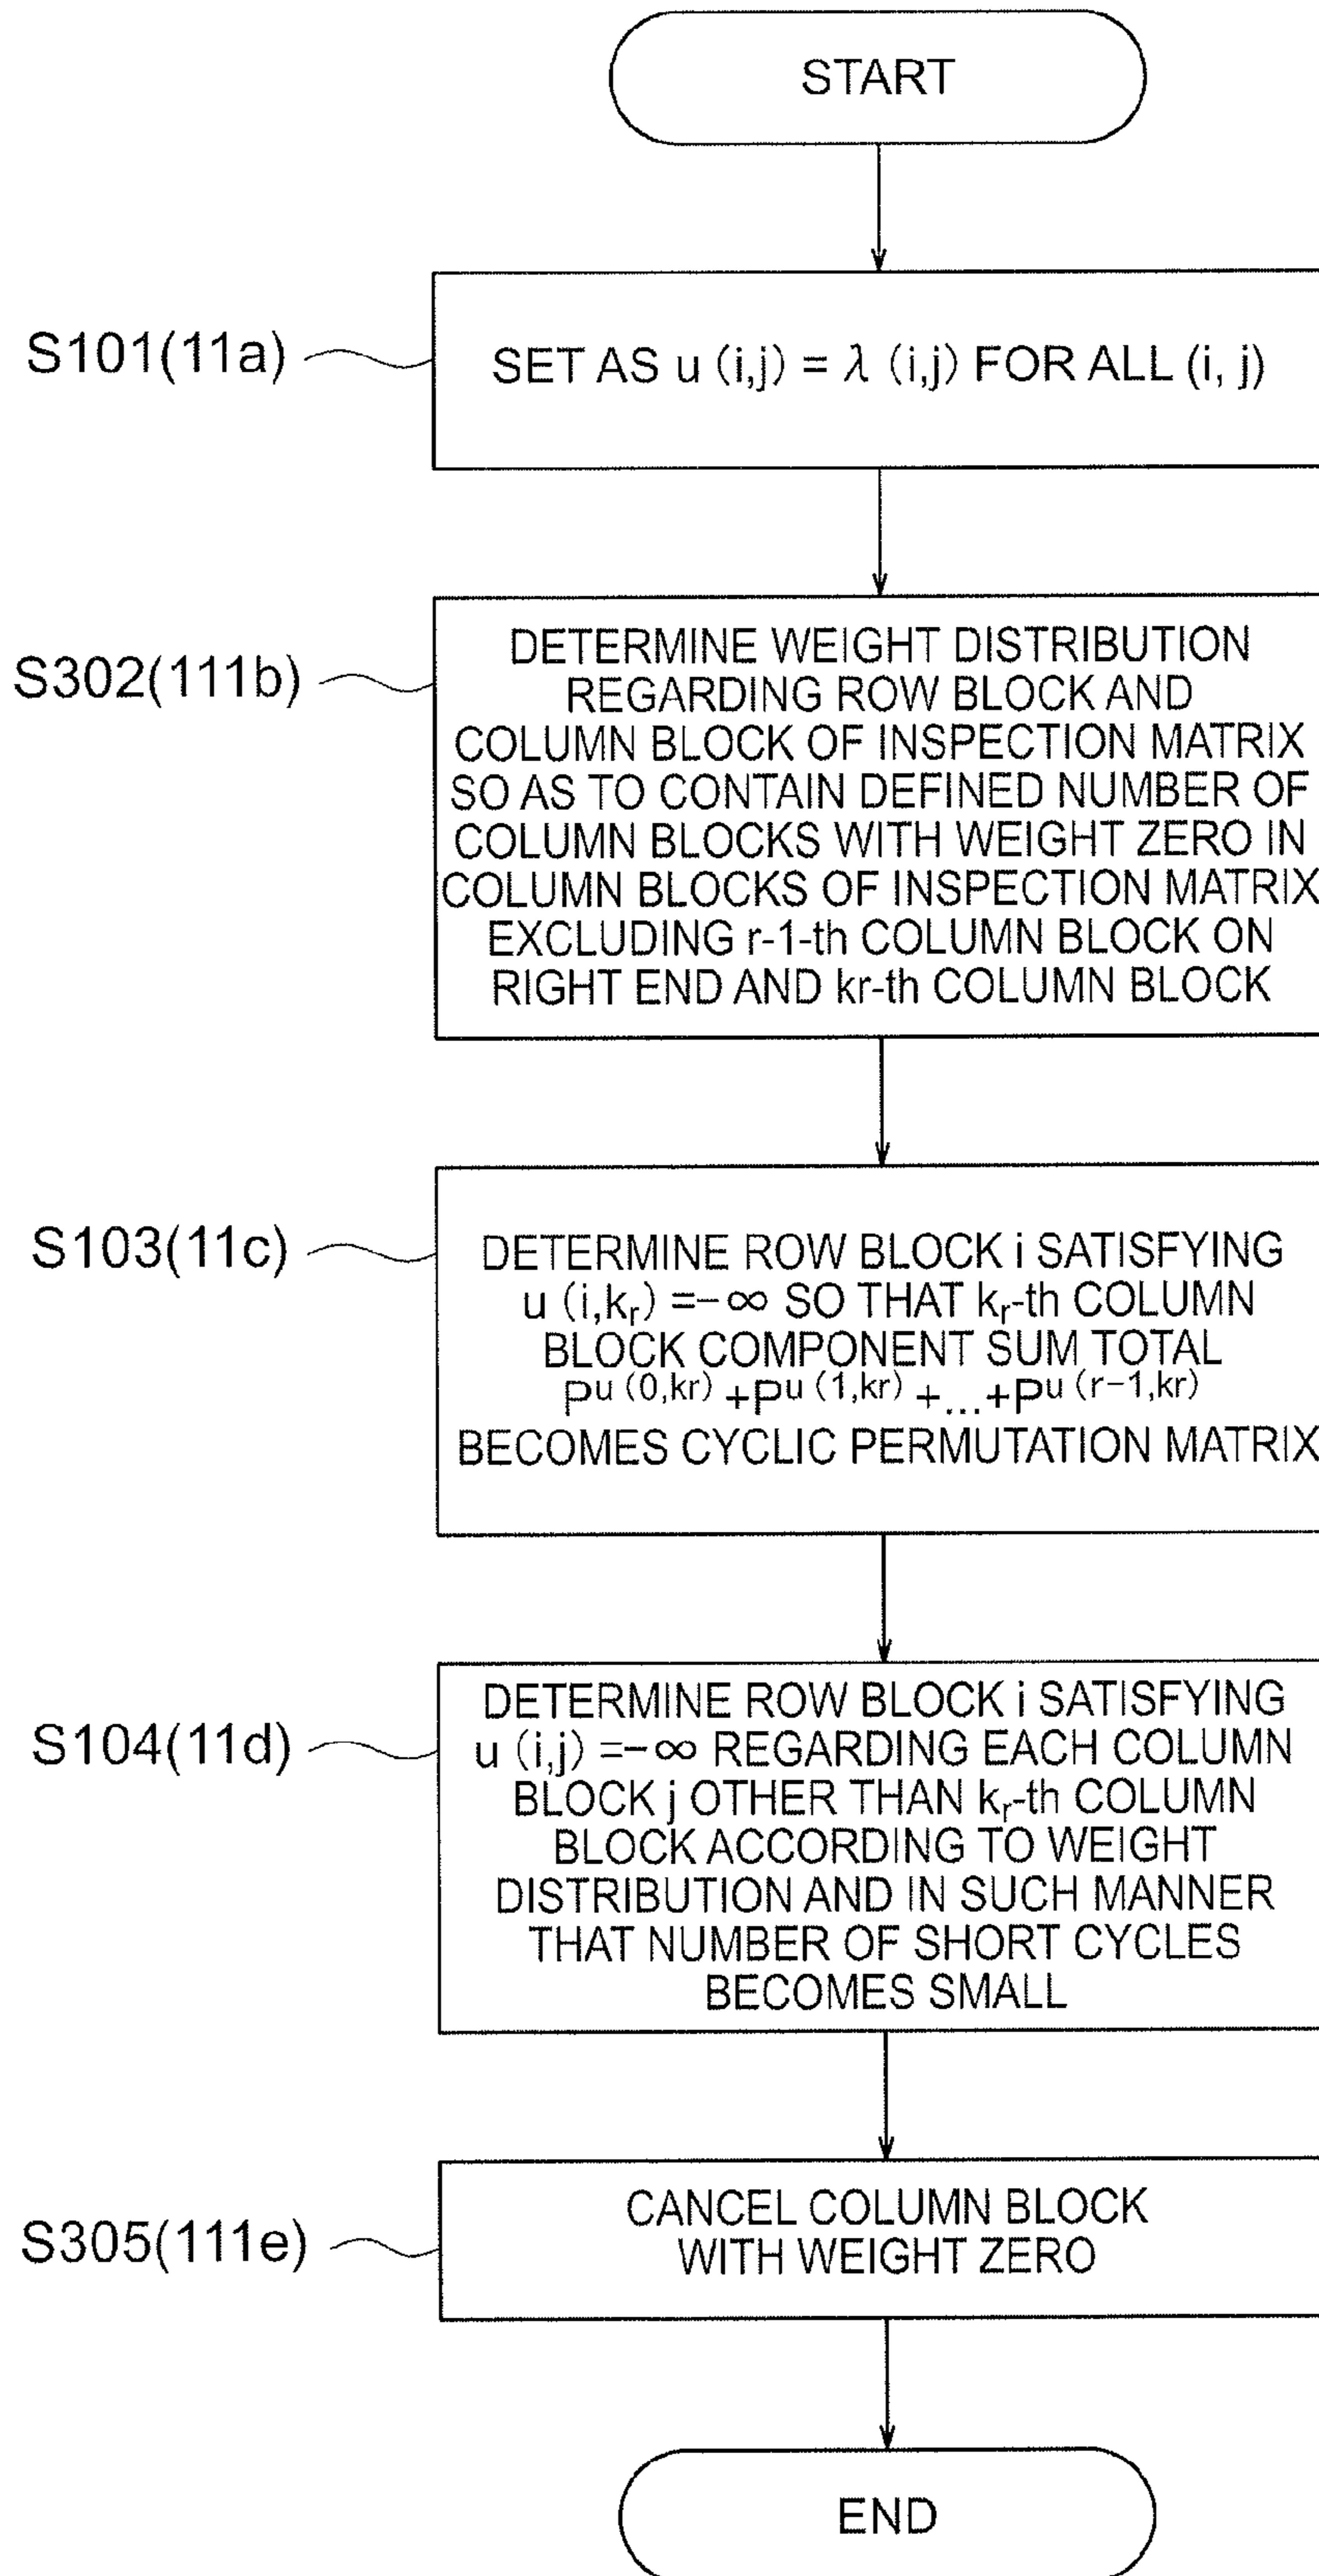 START
S101(11a)
SET AS u (i,j) = λ (i,j) FOR ALL (i, j)
S302(111b)
DETERMINE WEIGHT DISTRIBUTION
REGARDING ROW BLOCK AND
COLUMN BLOCK OF INSPECTION MATRIX
SO AS TO CONTAIN DEFINED NUMBER OF
COLUMN BLOCKS WITH WEIGHT ZERO IN
COLUMN BLOCKS OF INSPECTION MATRIX
EXCLUDING r-1-th COLUMN BLOCK ON
RIGHT END AND kr-th COLUMN BLOCK
S103(11c)
DETERMINE ROW BLOCK i SATISFYING
u (i,kr) =-∞ SO THAT kr-th COLUMN
BLOCK COMPONENT SUM TOTAL
Pu (0,kr) +Pu (1,kr) +...+Pu (r-1,kr)
BECOMES CYCLIC PERMUTATION MATRIX
S104(11d)
DETERMINE ROW BLOCK i SATISFYING
u (i,j) =-∞ REGARDING EACH COLUMN
BLOCK j OTHER THAN kr-th COLUMN
BLOCK ACCORDING TO WEIGHT
DISTRIBUTION AND IN SUCH MANNER
THAT NUMBER OF SHORT CYCLES
BECOMES SMALL
S305(111e)
CANCEL COLUMN BLOCK
WITH WEIGHT ZERO
END